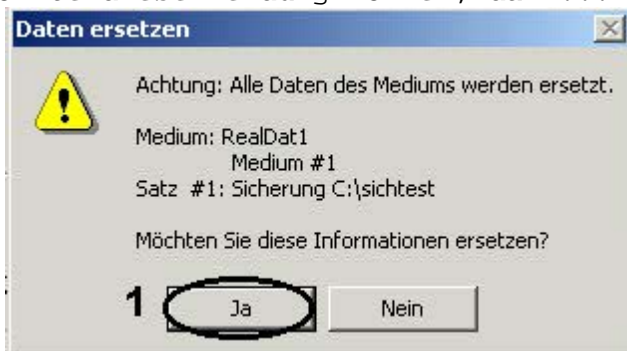 Daten ersetzen
Achtung: Alle Daten des Mediums werden ersetzt.
Medium: RealDat1
Medium #1
Satz #1: Sicherung C:\sichtest
Möchten Sie diese Informationen ersetzen?
1 Ja Nein